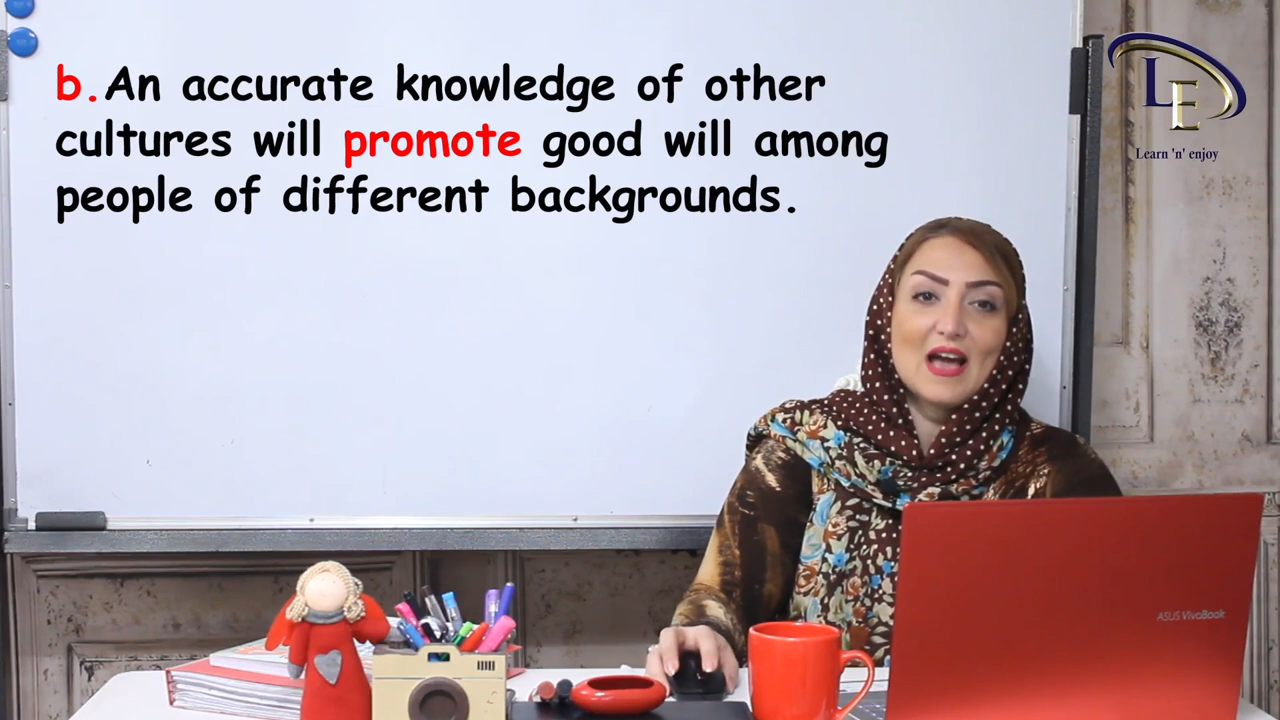 b.An accurate knowledge of other
cultures will promote good will among
people of different backgrounds.
LE
Learn 'n' enjoy
ASUS VivoBook